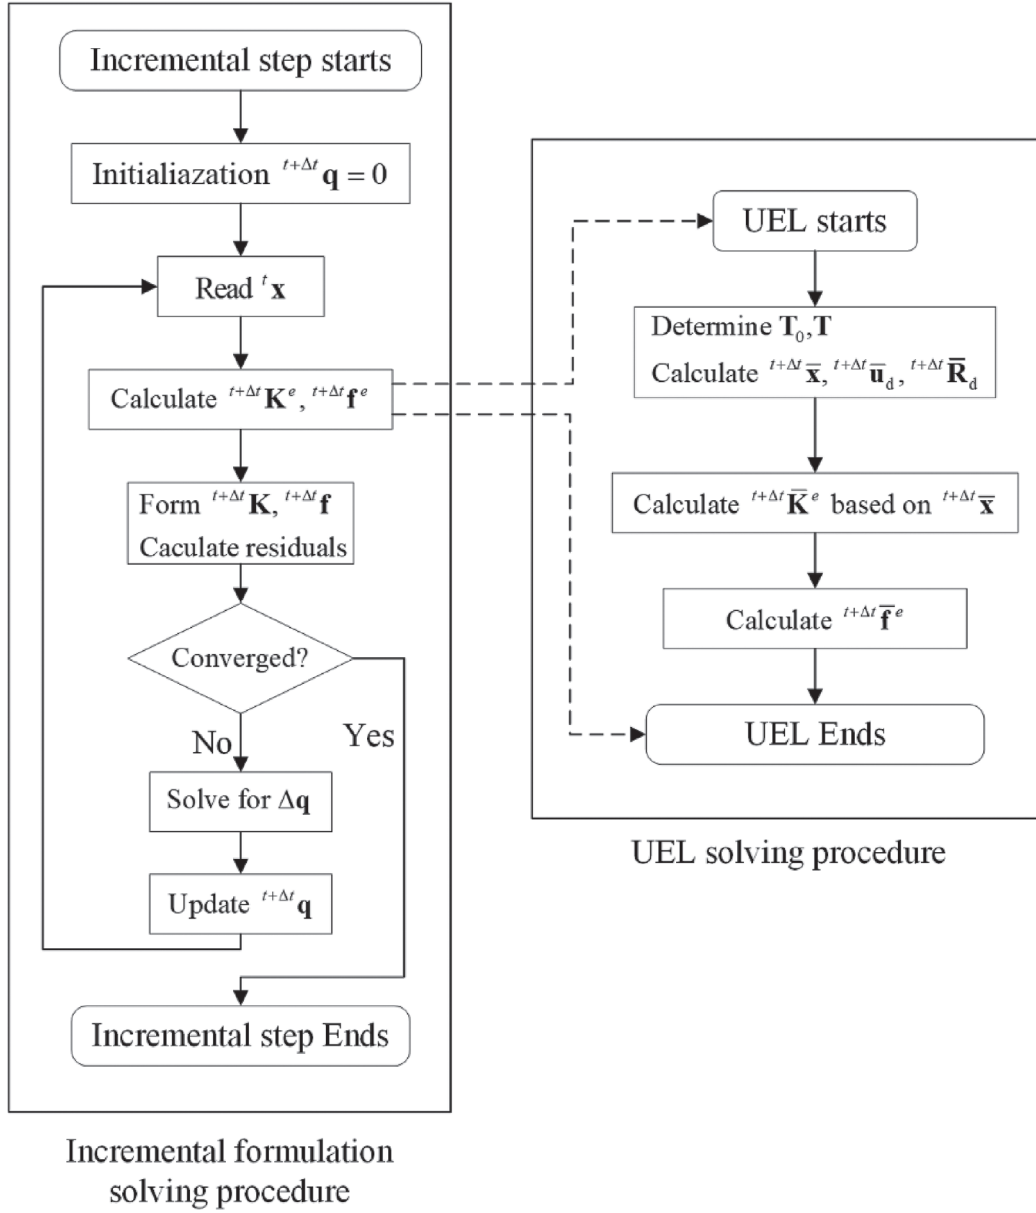 Incremental step starts
Initialiazation ^{t+Δt}𝐪 = 0
Read ^{t}𝐱
Calculate ^{t+Δt}𝐊^{e}, ^{t+Δt}𝐟^{e}
Form ^{t+Δt}𝐊, ^{t+Δt}𝐟
Caculate residuals
Converged?
No
Yes
Solve for Δ𝐪
Update ^{t+Δt}𝐪
Incremental step Ends
Incremental formulation
solving procedure
UEL starts
Determine 𝐓₀,𝐓
Calculate ^{t+Δt}𝐱̄, ^{t+Δt}𝐮̄_{d}, ^{t+Δt}𝐑̄_{d}
Calculate ^{t+Δt}𝐊̄^{e} based on ^{t+Δt}𝐱̄
Calculate ^{t+Δt}𝐟̄^{e}
UEL Ends
UEL solving procedure